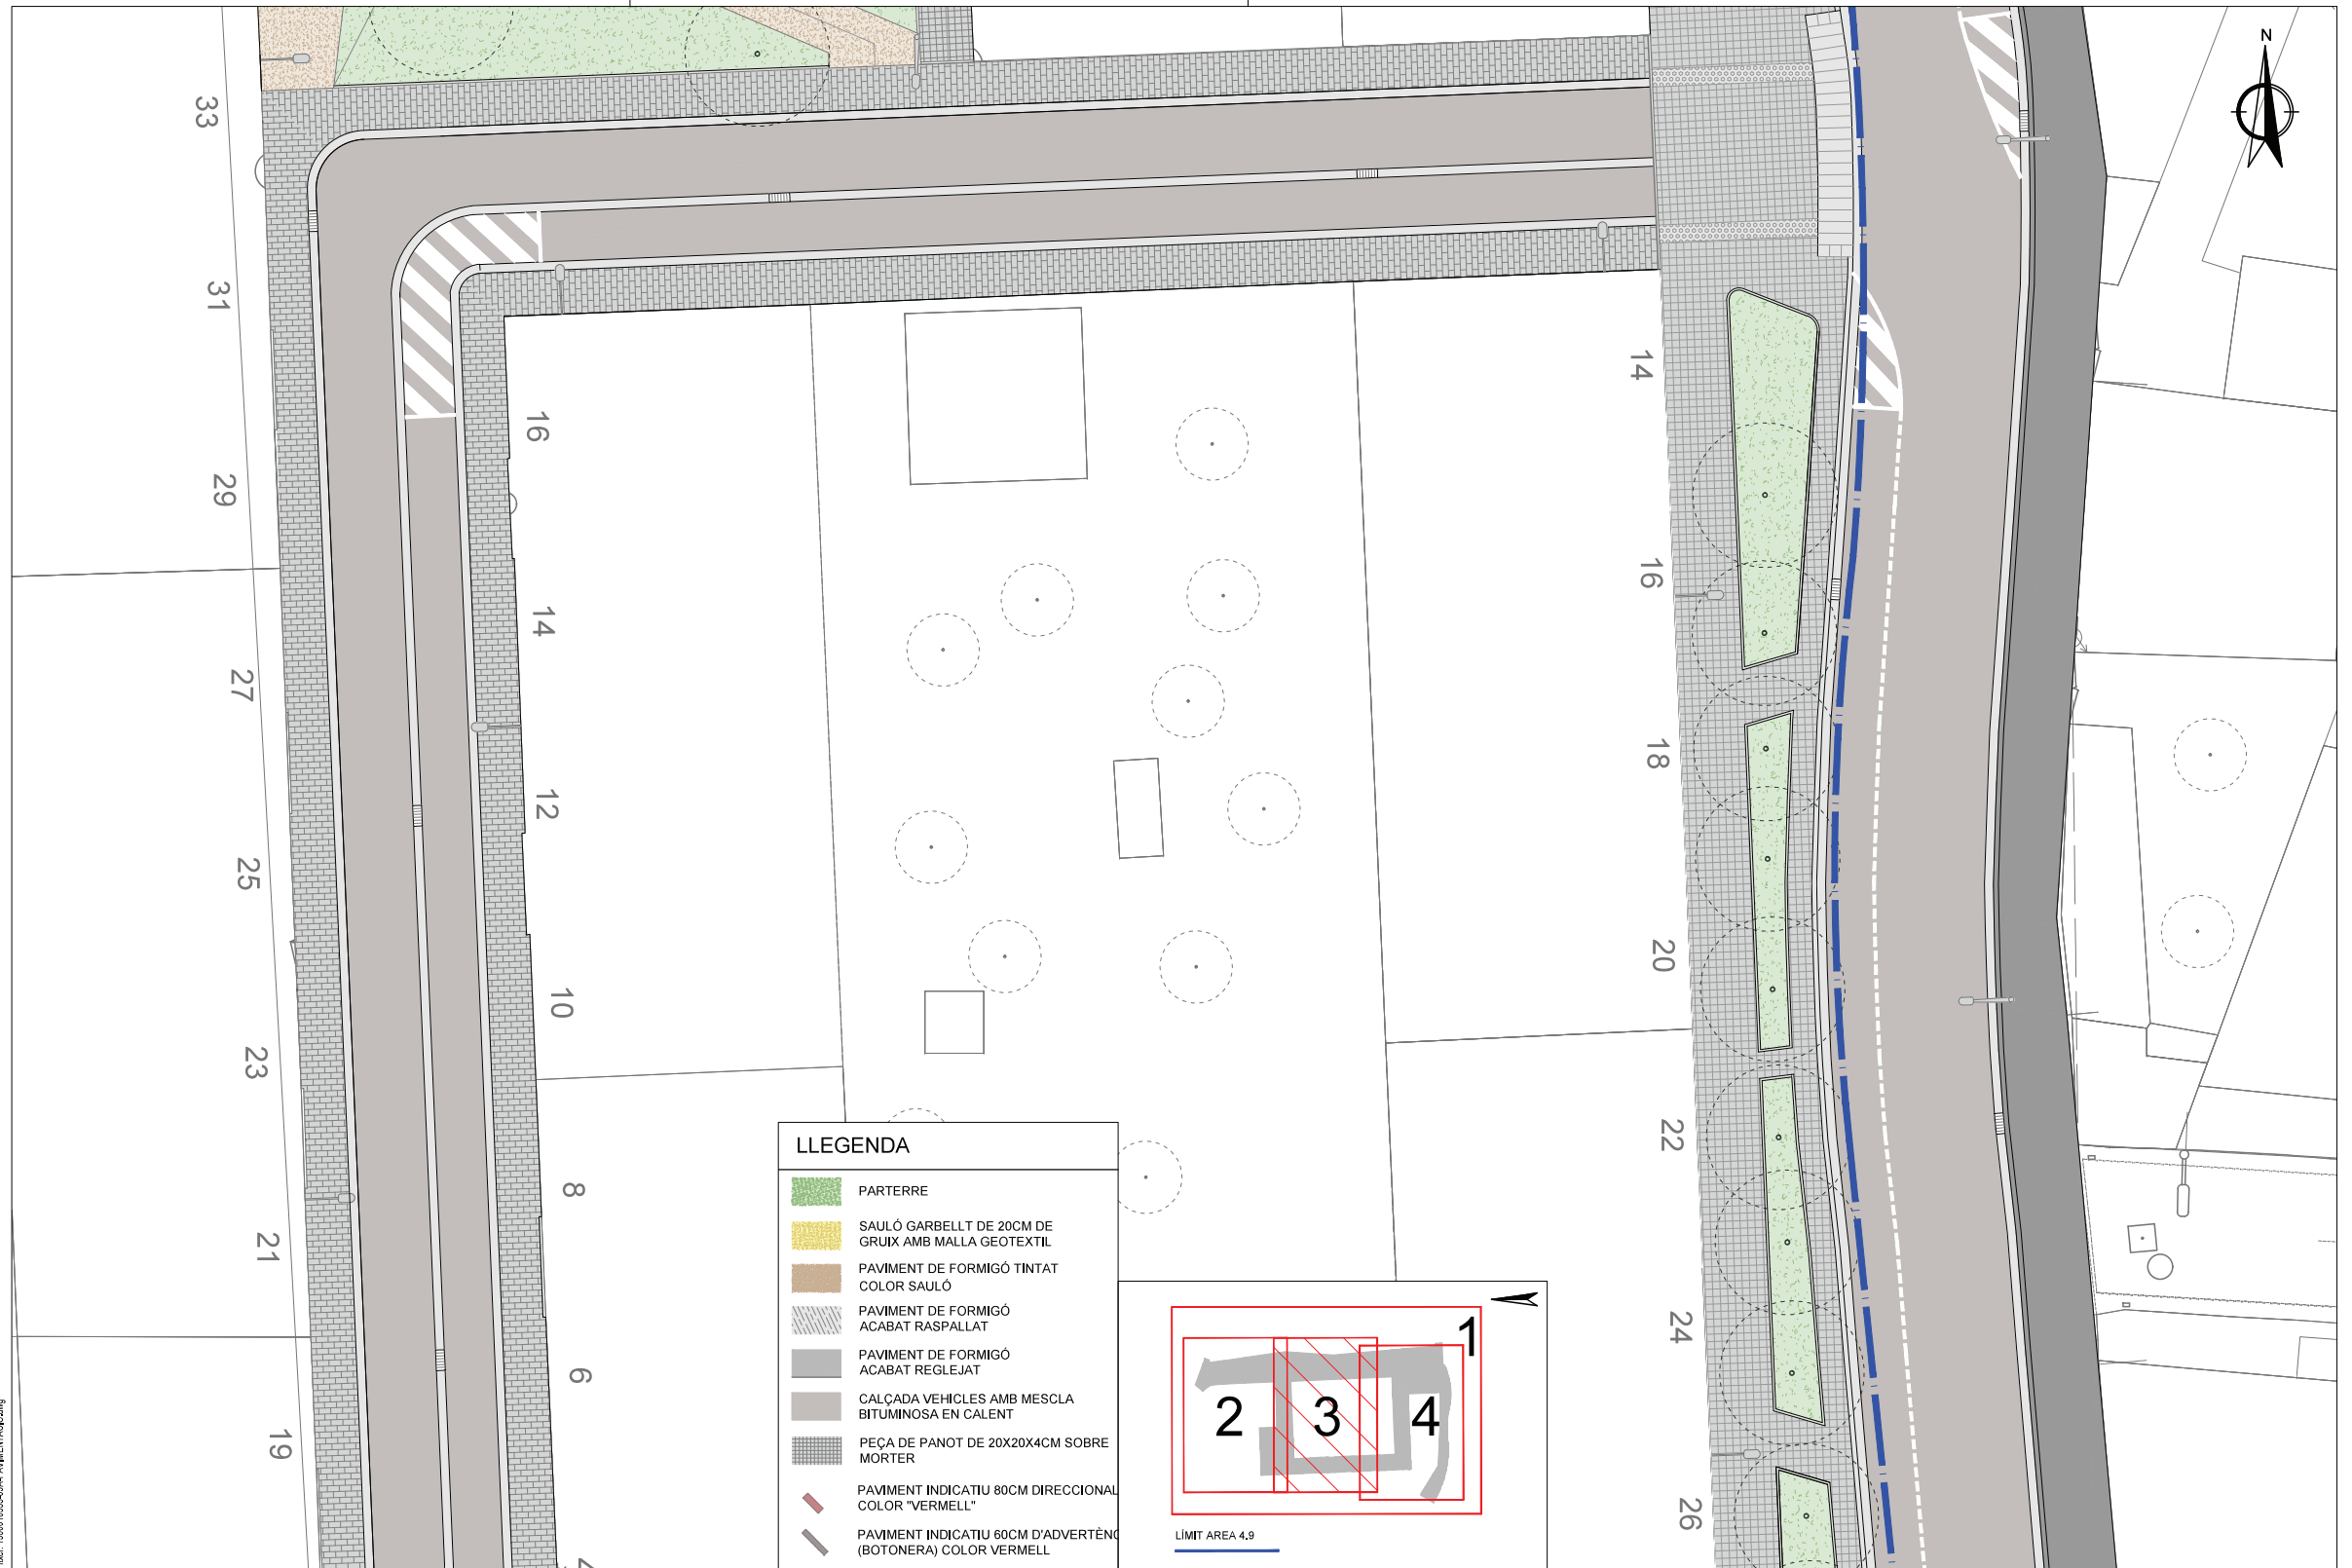 N
33
31
29
27
25
23
21
19
16
14
12
10
8
6
14
16
18
20
22
24
26
LLEGENDA
PARTERRE
SAULÓ GARBELLT DE 20CM DE
GRUIX AMB MALLA GEOTEXTIL
PAVIMENT DE FORMIGÓ TINTAT
COLOR SAULÓ
PAVIMENT DE FORMIGÓ
ACABAT RASPALLAT
PAVIMENT DE FORMIGÓ
ACABAT REGLEJAT
CALÇADA VEHICLES AMB MESCLA
BITUMINOSA EN CALENT
PEÇA DE PANOT DE 20X20X4CM SOBRE
MORTER
PAVIMENT INDICATIU 80CM DIRECCIONAL
COLOR "VERMELL"
PAVIMENT INDICATIU 60CM D'ADVERTÈNC
(BOTONERA) COLOR VERMELL
1
2 3 4
LÍMIT AREA 4.9